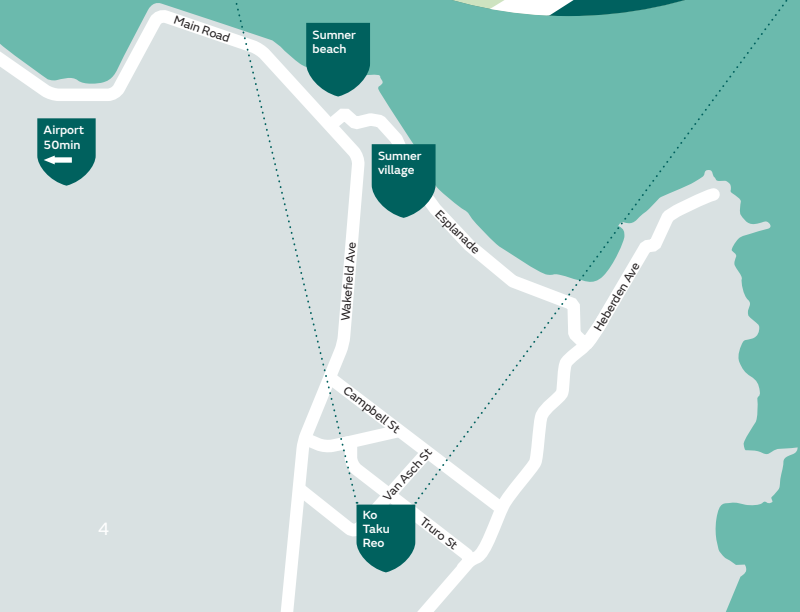 Main Road
Sumner
beach
Airport
50min
Sumner
village
Esplanade
Wakefield Ave
Heberden Ave
Campbell St
Van Asch St
Ko
Taku
Reo
Truro St
4